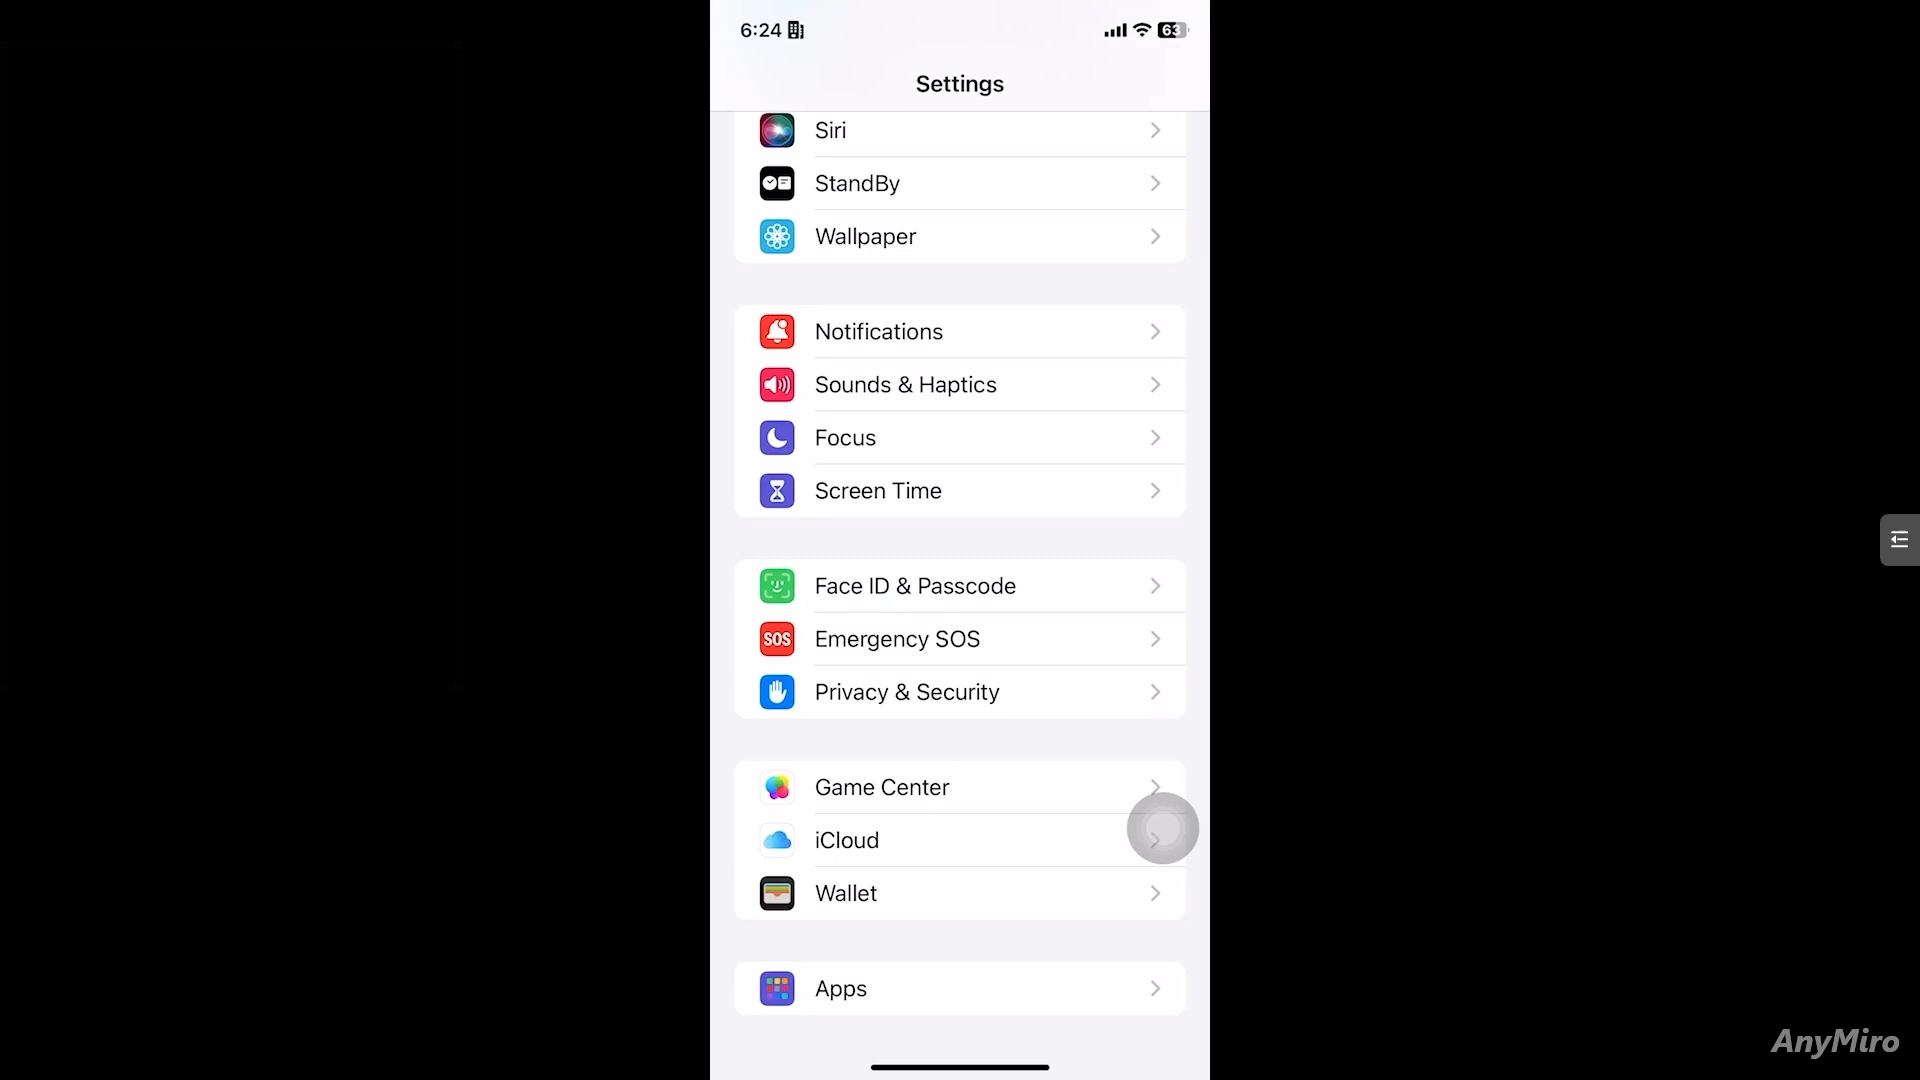 6:24
63
Settings
Siri
StandBy
Wallpaper
Notifications
Sounds & Haptics
Focus
Screen Time
Face ID & Passcode
SOS
Emergency SOS
Privacy & Security
Game Center
iCloud
Wallet
Apps
AnyMiro